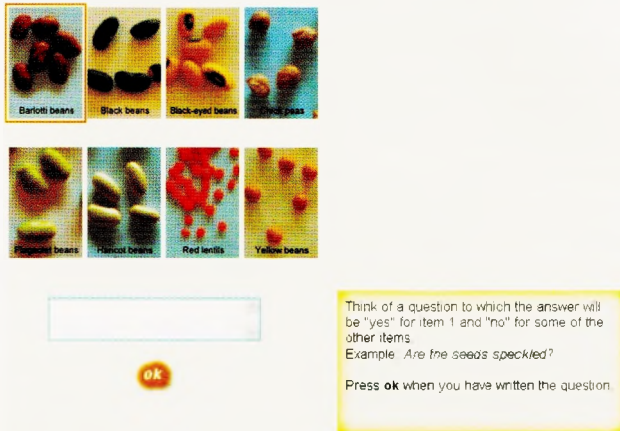 Barlotti beans Black beans Black-eyed beans Chick peas
Flageolet beans Haricot beans Red lentils Yellow beans
Think of a question to which the answer will
be "yes" for item 1 and "no" for some of the
other items
Example: Are the seeds speckled?
Press ok when you have written the question.
ok